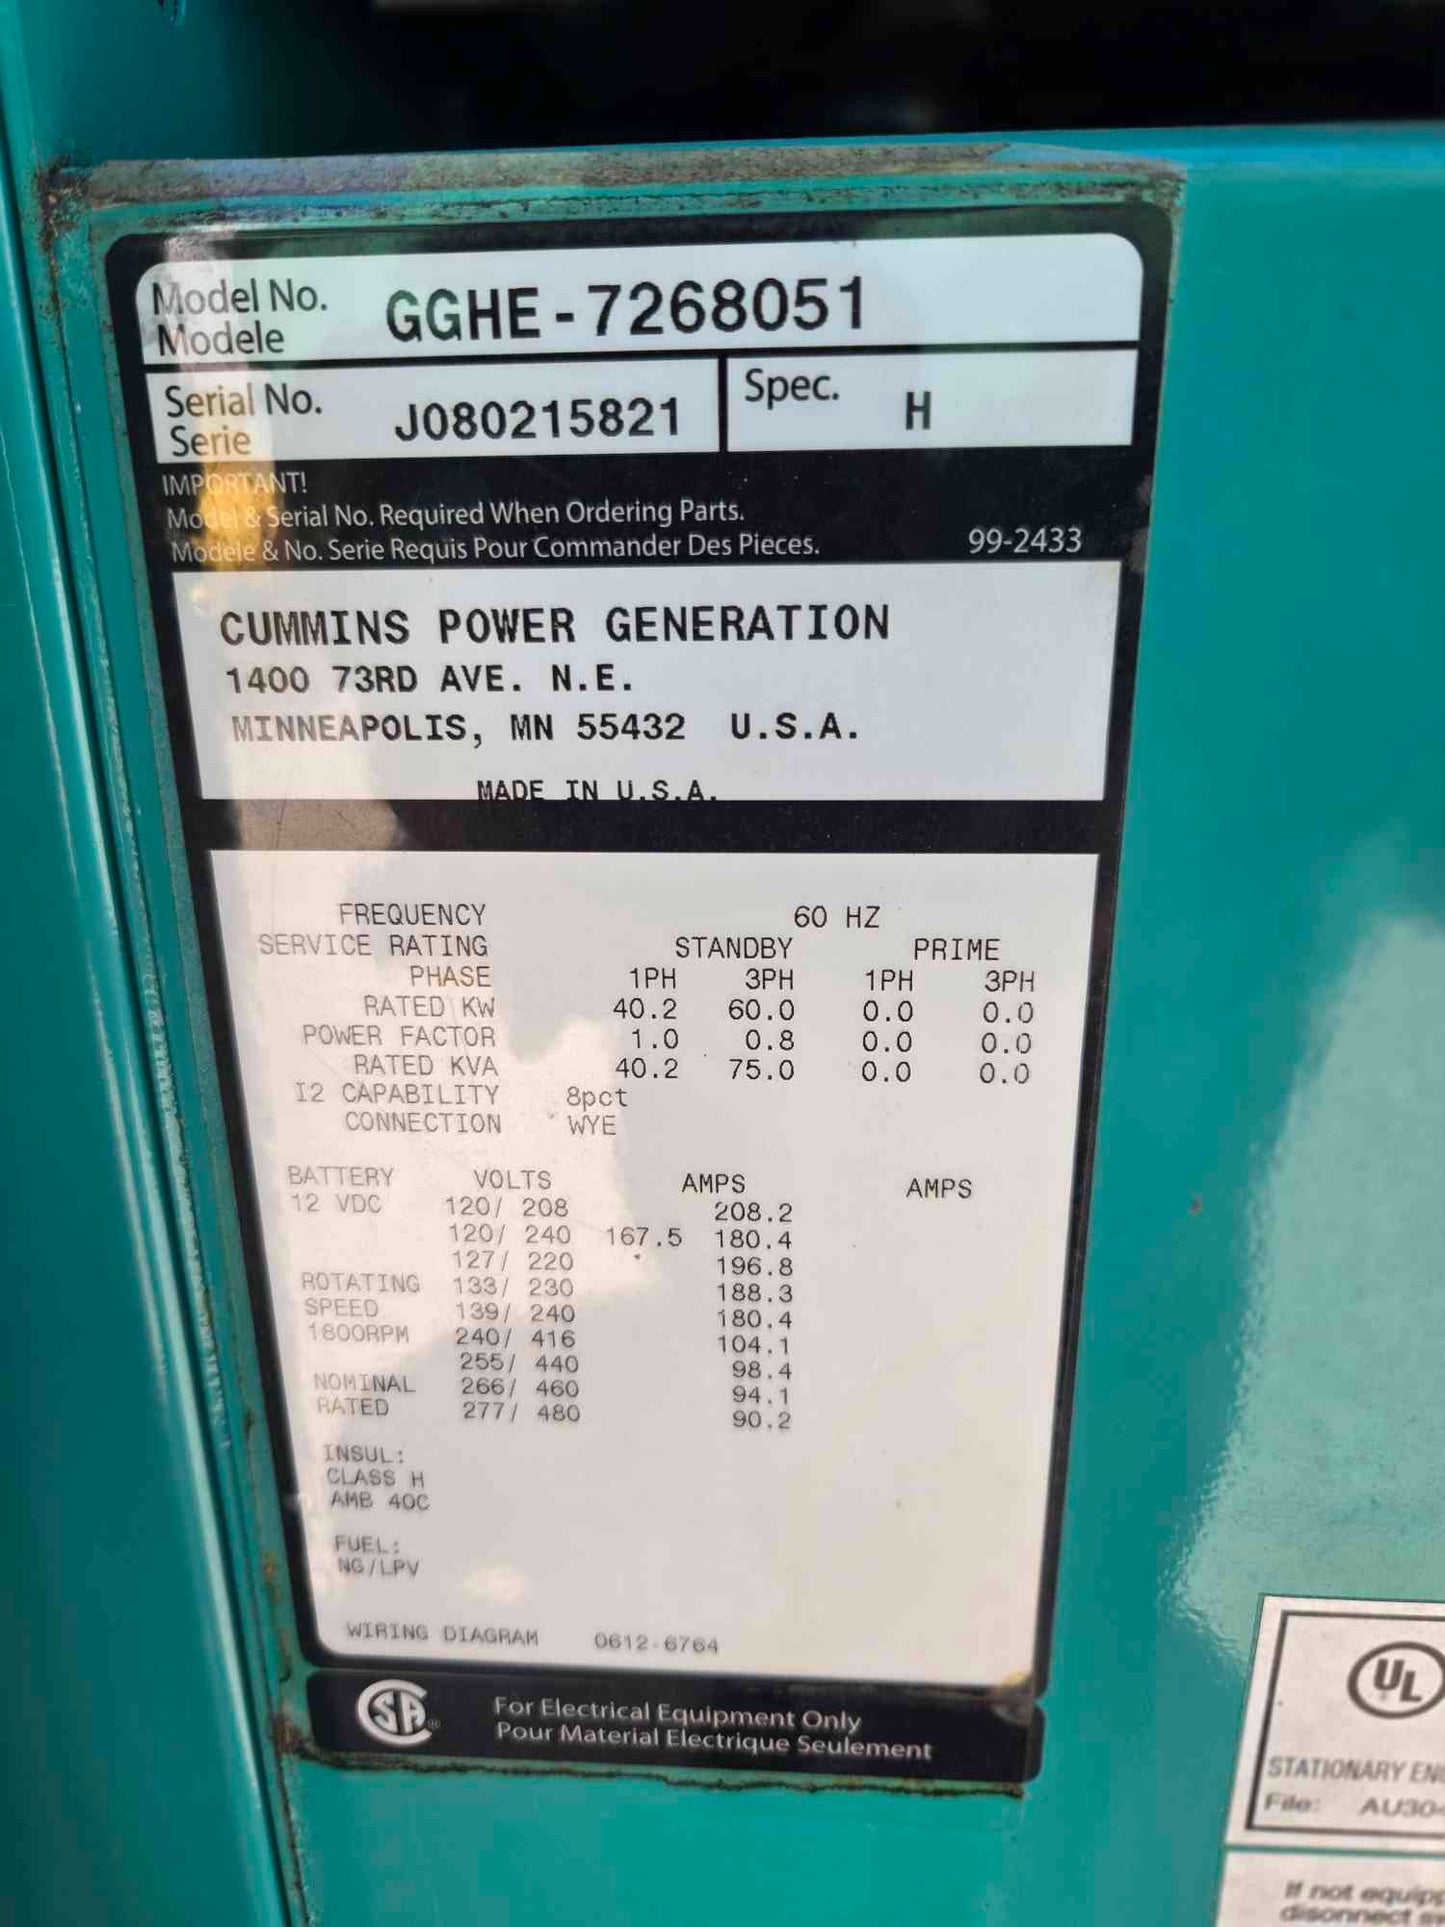 Model No.
Modele
GGHE-7268051
Serial No.
Serie
J080215821
Spec.
H
IMPORTANT!
Model & Serial No. Required When Ordering Parts.
Modele & No. Serie Requis Pour Commander Des Pieces.
99-2433
CUMMINS POWER GENERATION
1400 73RD AVE. N.E.
MINNEAPOLIS, MN 55432 U.S.A.
MADE IN U.S.A.
FREQUENCY 60 HZ
SERVICE RATING STANDBY PRIME
PHASE 1PH 3PH 1PH 3PH
RATED KW 40.2 60.0 0.0 0.0
POWER FACTOR 1.0 0.8 0.0 0.0
RATED KVA 40.2 75.0 0.0 0.0
I2 CAPABILITY 8pct
CONNECTION WYE
BATTERY VOLTS AMPS AMPS
12 VDC 120/ 208 208.2
120/ 240 167.5 180.4
127/ 220 196.8
ROTATING 133/ 230 188.3
SPEED 139/ 240 180.4
1800RPM 240/ 416 104.1
255/ 440 98.4
NOMINAL 266/ 460 94.1
RATED 277/ 480 90.2
INSUL:
CLASS H
AMB 40C
FUEL:
NG/LPV
WIRING DIAGRAM 0612-6764
CSA ®
For Electrical Equipment Only
Pour Material Electrique Seulement
UL
STATIONARY
File: AU30
If not
disonnect